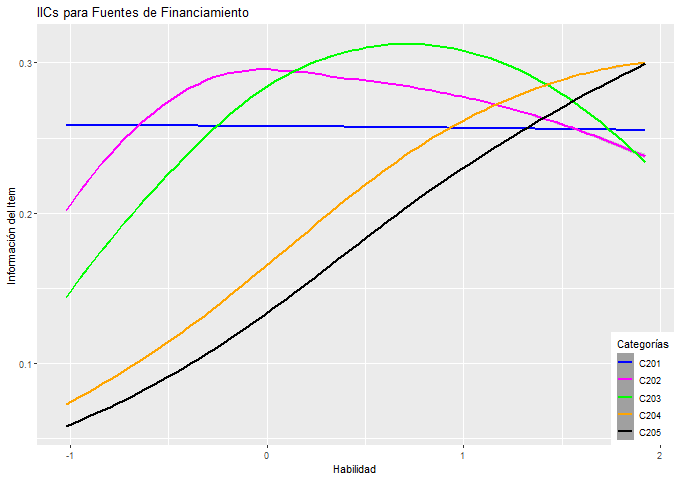 IICs para Fuentes de Financiamiento
Información del Ítem
0.3
0.2
0.1
-1
0
1
2
Habilidad
Categorías
C201
C202
C203
C204
C205